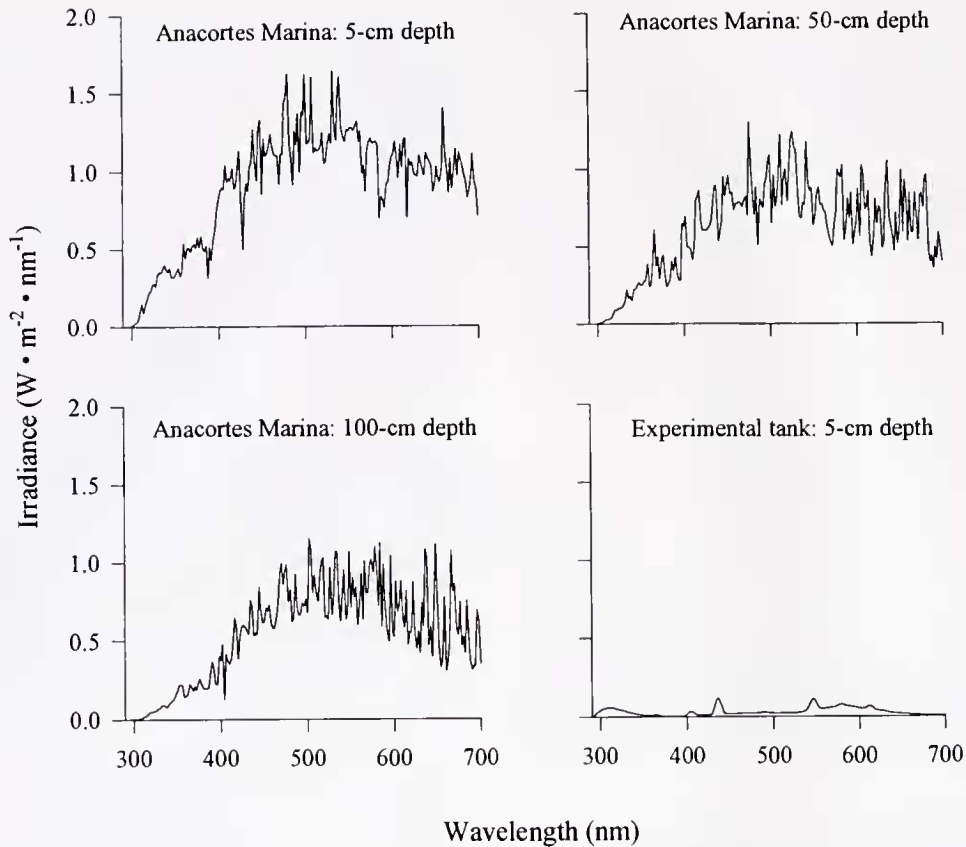 Anacortes Marina: 5-cm depth
2.0
1.5
1.0
0.5
0.0
Anacortes Marina: 50-cm depth
Anacortes Marina: 100-cm depth
2.0
1.5
1.0
0.5
0.0
300 400 500 600 700
Experimental tank: 5-cm depth
300 400 500 600 700
Irradiance (W • m⁻² • nm⁻¹)
Wavelength (nm)